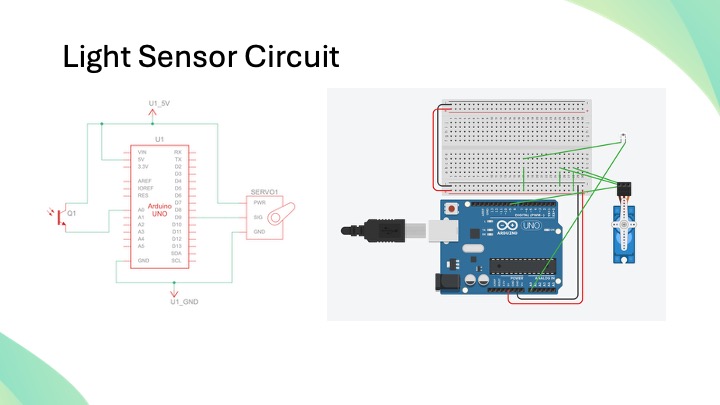 Light Sensor Circuit
U1_5V
U1
VIN
5V
3.3V
AREF
IOREF
RES
A0
A1
A2
A3
A4
A5
GND
Arduino
UNO
RX
TX
D2
D3
D4
D5
D6
D7
D8
D9
D10
D11
D12
D13
SDA
SCL
Q1
SERVO1
PWR
SIG
GND
U1_GND
DIGITAL (PWM~)
UNO
ARDUINO
POWER
ANALOG IN